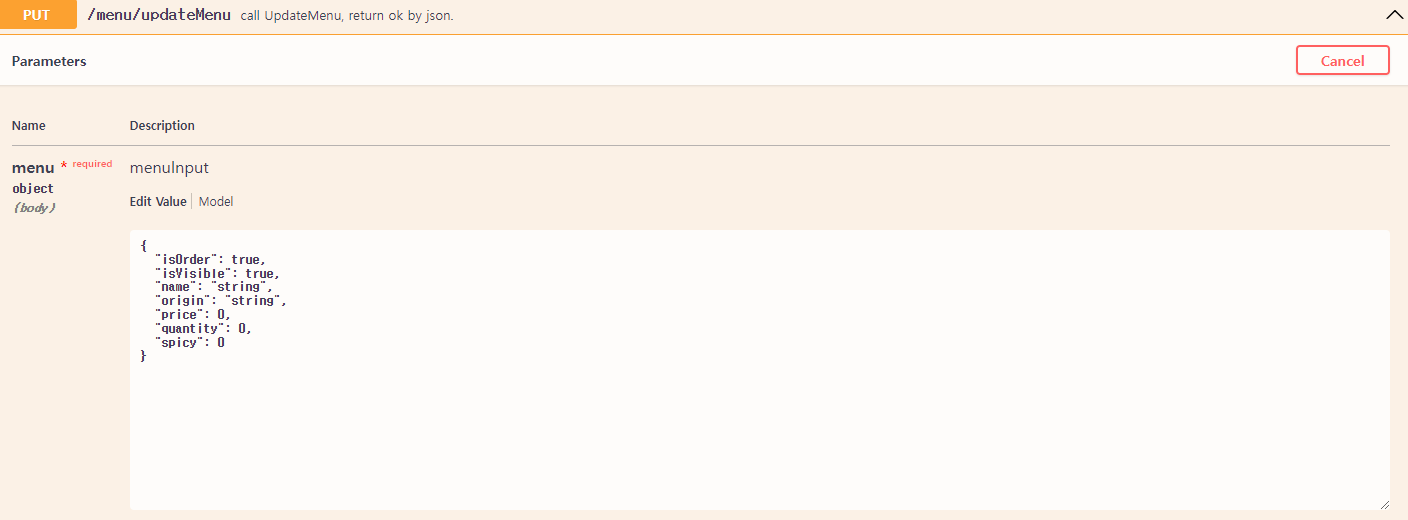 PUT /menu/updateMenu call UpdateMenu, return ok by json.
Parameters Cancel
Name Description
menu * required menuInput
object
(body)
Edit Value Model
{
  "isOrder": true,
  "isVisible": true,
  "name": "string",
  "origin": "string",
  "price": 0,
  "quantity": 0,
  "spicy": 0
}